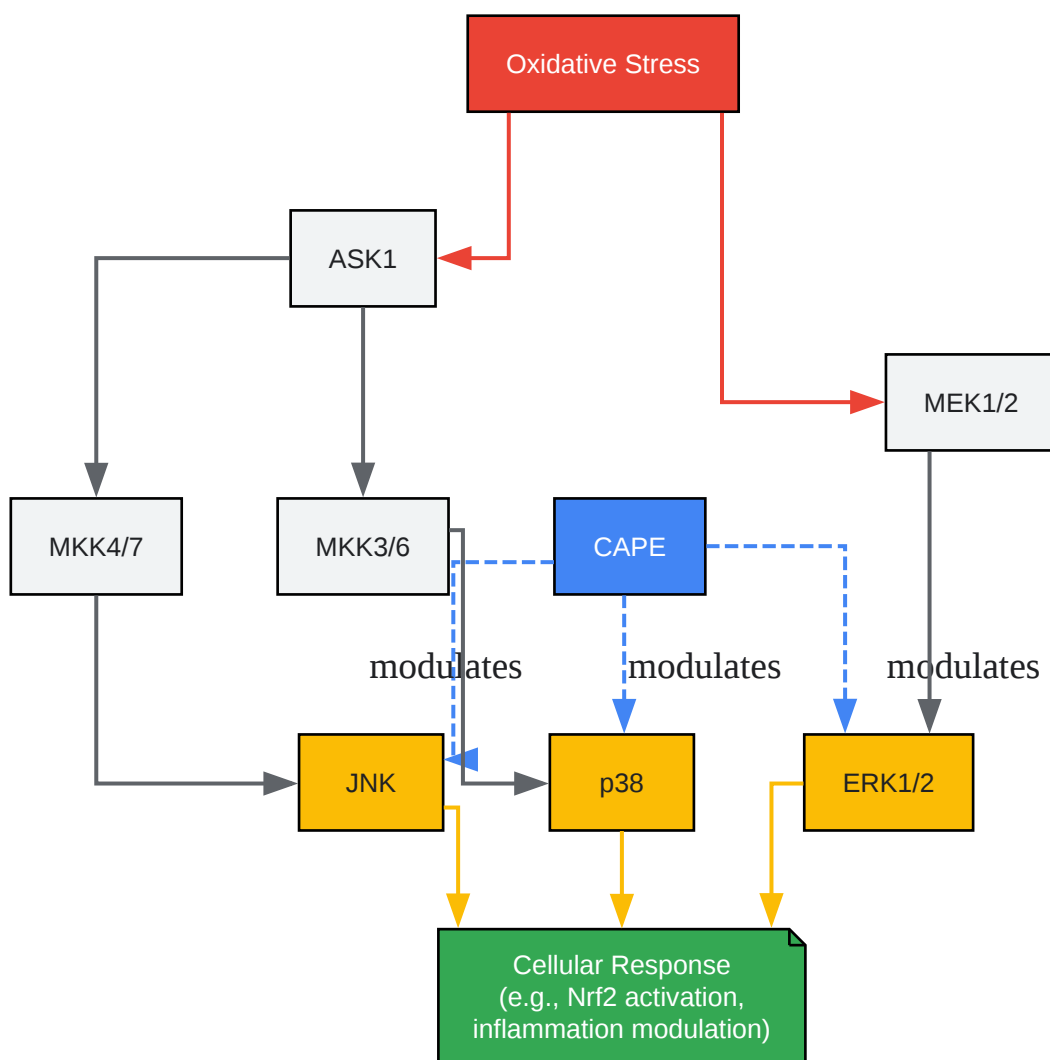 Oxidative Stress
ASK1
MEK1/2
MKK4/7
MKK3/6
CAPE
modulates
modulates
modulates
JNK
p38
ERK1/2
Cellular Response
(e.g., Nrf2 activation,
inflammation modulation)